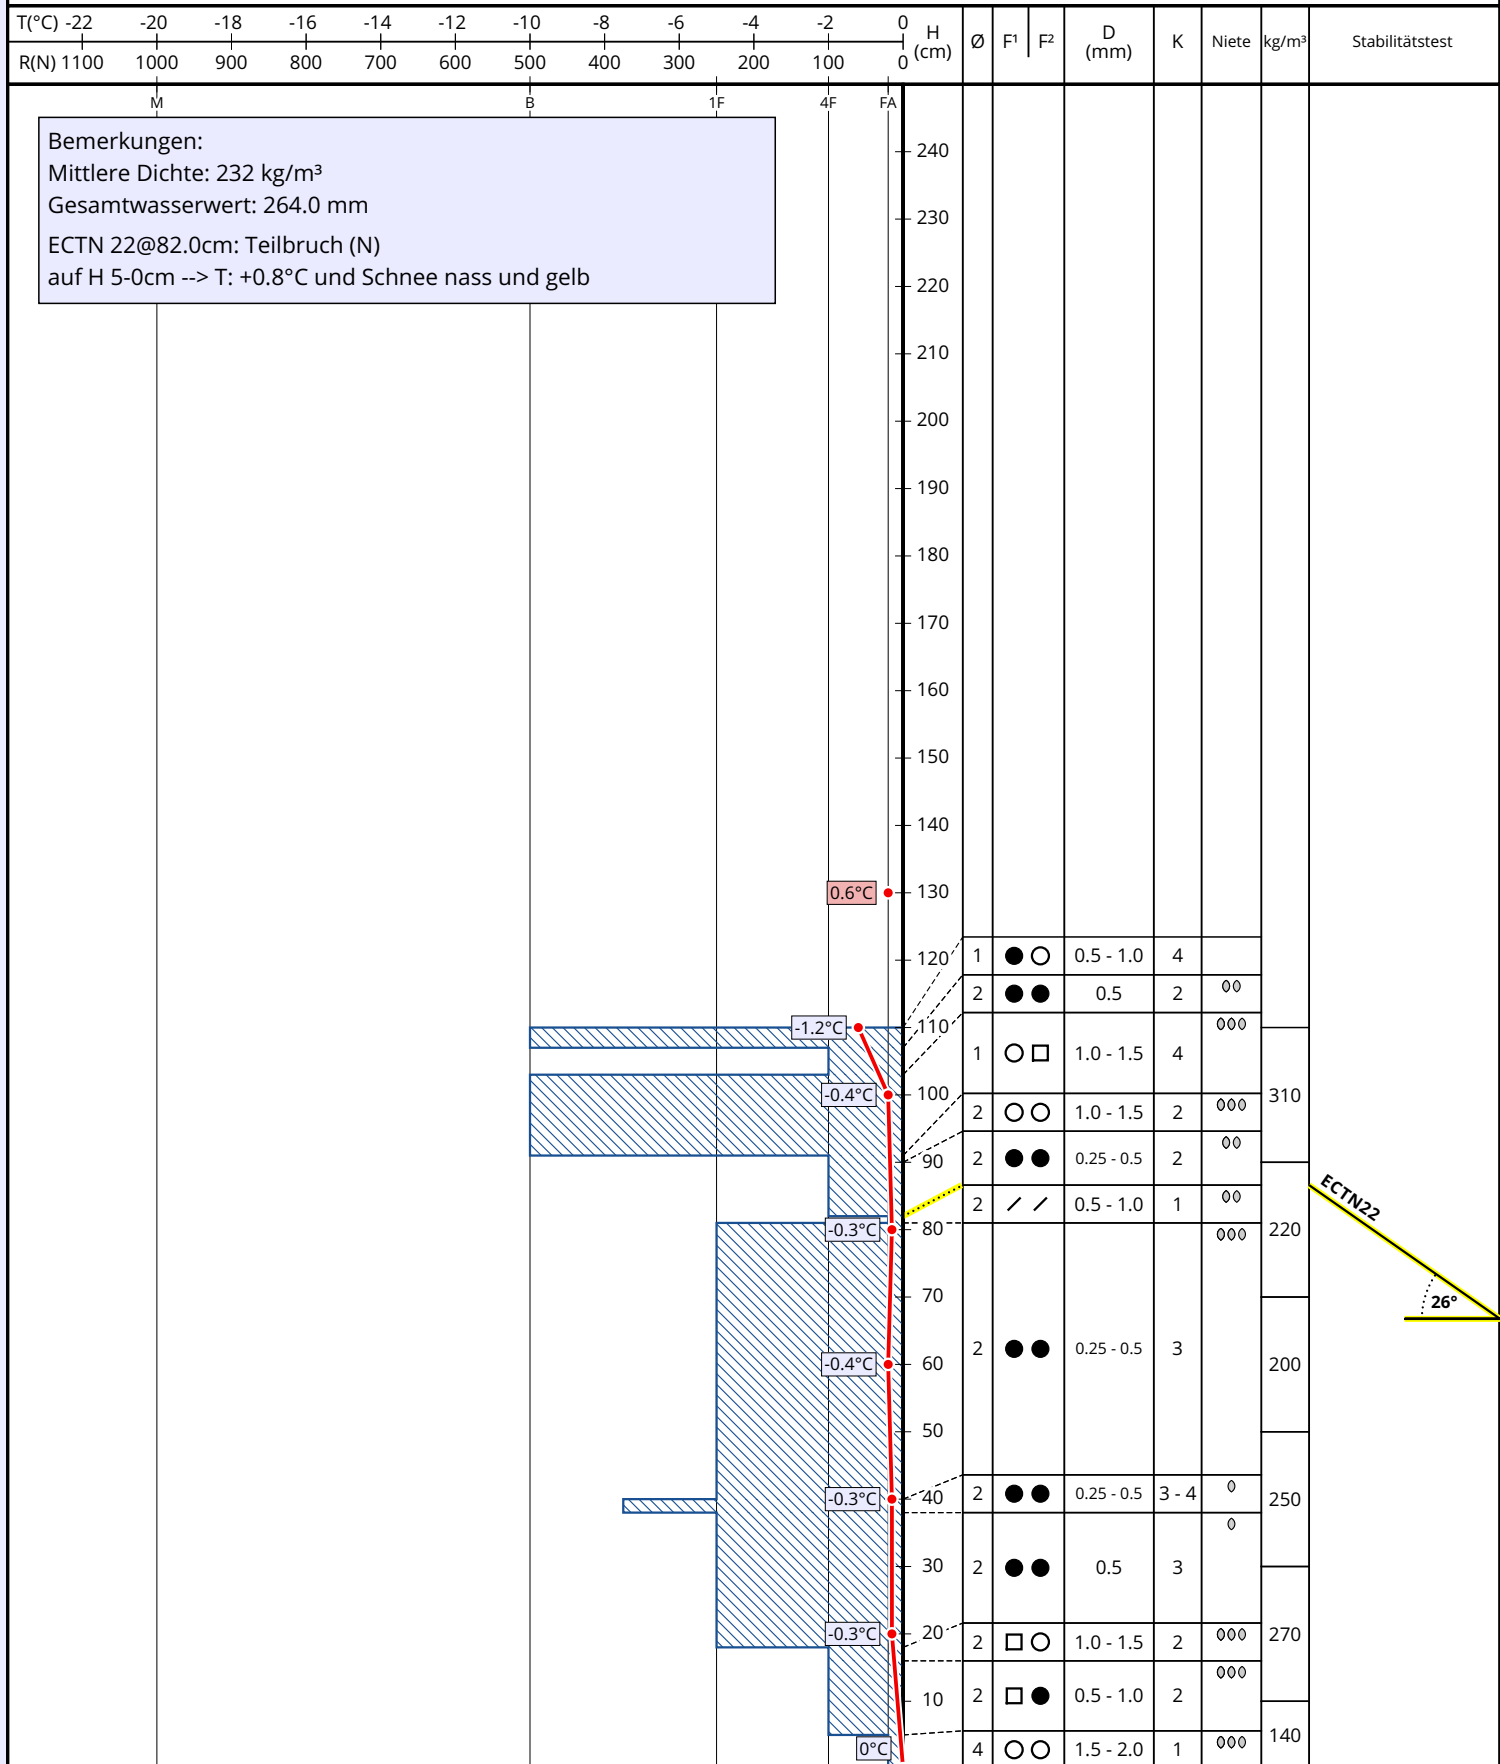 T(°C) -22 -20 -18 -16 -14 -12 -10 -8 -6 -4 -2 0
R(N) 1100 1000 900 800 700 600 500 400 300 200 100 0
H (cm) Ø F¹ F² D (mm) K Niete kg/m³ Stabilitätstest
M B 1F 4F FA
Bemerkungen:
Mittlere Dichte: 232 kg/m³
Gesamtwasserwert: 264.0 mm
ECTN 22@82.0cm: Teilbruch (N)
auf H 5-0cm --> T: +0.8°C und Schnee nass und gelb
240
230
220
210
200
190
180
170
160
150
140
0.6°C 130
120 1 0.5 - 1.0 4
2 0.5 2
-1.2°C 110
1 1.0 - 1.5 4
-0.4°C 100 310
2 1.0 - 1.5 2
90 2 0.25 - 0.5 2
2 0.5 - 1.0 1
ECTN22
-0.3°C 80 220
70
26°
2 0.25 - 0.5 3
-0.4°C 60 200
50
-0.3°C 40 2 0.25 - 0.5 3 - 4 250
30 2 0.5 3
-0.3°C 20 2 1.0 - 1.5 2 270
10 2 0.5 - 1.0 2
140
0°C 4 1.5 - 2.0 1